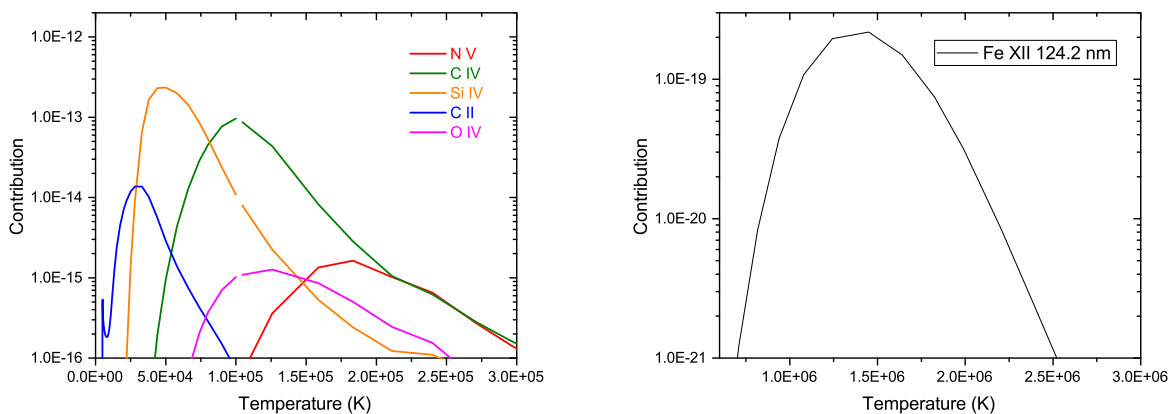 1.0E-12
1.0E-13
1.0E-14
1.0E-15
1.0E-16
Contribution
0.0E+00 5.0E+04 1.0E+05 1.5E+05 2.0E+05 2.5E+05 3.0E+05
Temperature (K)
N V
C IV
Si IV
C II
O IV
1.0E-19
1.0E-20
1.0E-21
Contribution
1.0E+06 1.5E+06 2.0E+06 2.5E+06 3.0E+06
Temperature (K)
Fe XII 124.2 nm